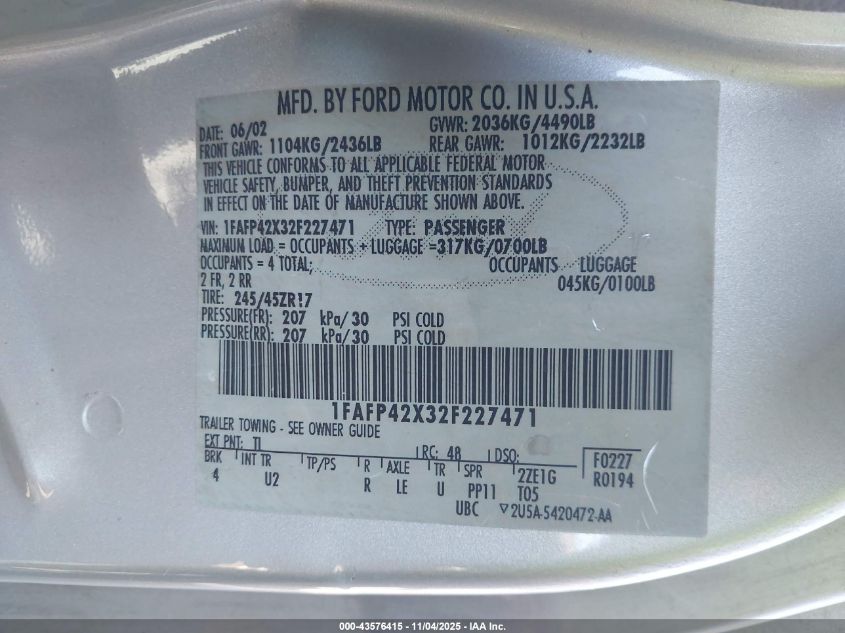 MFD. BY FORD MOTOR CO. IN U.S.A.
DATE: 06/02 GVWR: 2036KG/4490LB
FRONT GAWR: 1104KG/2436LB REAR GAWR: 1012KG/2232LB
THIS VEHICLE CONFORMS TO ALL APPLICABLE FEDERAL MOTOR
VEHICLE SAFETY, BUMPER, AND THEFT PREVENTION STANDARDS
IN EFFECT ON THE DATE OF MANUFACTURE SHOWN ABOVE.
VIN: 1FAFP42X32F227471 TYPE: PASSENGER
MAXIMUM LOAD = OCCUPANTS + LUGGAGE =317KG/0700LB
OCCUPANTS = 4 TOTAL; OCCUPANTS LUGGAGE
2 FR, 2 RR 045KG/0100LB
TIRE: 245/45ZR17
PRESSURE(FR): 207 kPa/ 30 PSI COLD
PRESSURE(RR): 207 kPa/ 30 PSI COLD
1FAFP42X32F227471
TRAILER TOWING - SEE OWNER GUIDE
EXT PNT: TL RC: 48 DSO: F0227
BRK INT TR TP/PS R AXLE TR SPR 2ZE1G R0194
4 U2 R LE U PP11 T05
UBC ▽2U5A-5420472-AA
000-43576415 - 11/04/2025 - IAA Inc.